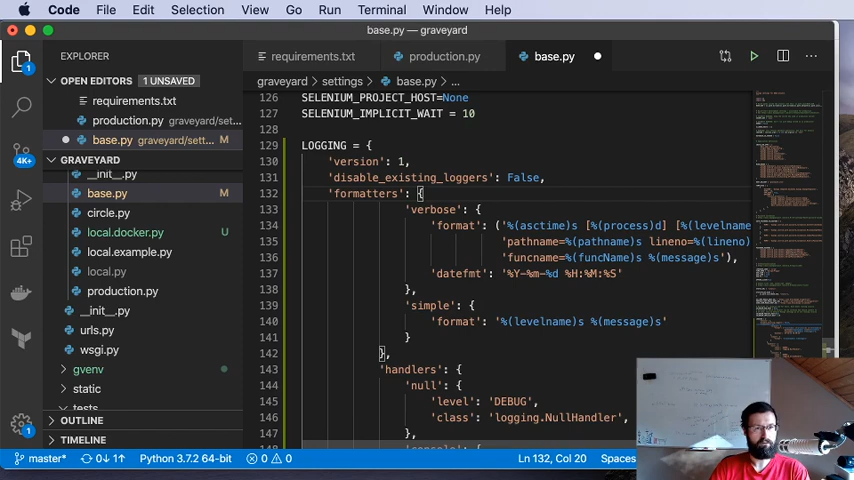 Code File Edit Selection View Go Run Terminal Window Help
base.py — graveyard
EXPLORER
requirements.txt
production.py
base.py
OPEN EDITORS 1 UNSAVED
requirements.txt
production.py graveyard/sett...
base.py graveyard/setti... M
GRAVEYARD
__init__.py
base.py M
circle.py
local.docker.py U
local.example.py
local.py
production.py
__init__.py
urls.py
wsgi.py
gvenv
static
tests
OUTLINE
TIMELINE
1
4K+
1
graveyard > settings > base.py > ...
126 SELENIUM_PROJECT_HOST=None
127 SELENIUM_IMPLICIT_WAIT = 10
128
129 LOGGING = {
130 'version': 1,
131 'disable_existing_loggers': False,
132 'formatters': {
133 'verbose': {
134 'format': ('%(asctime)s [%(process)d] [%(levelname
135 'pathname=%(pathname)s lineno=%(lineno)
136 'funcname=%(funcName)s %(message)s'),
137 'datefmt': '%Y-%m-%d %H:%M:%S'
138 },
139 'simple': {
140 'format': '%(levelname)s %(message)s'
141 }
142 },
143 'handlers': {
144 'null': {
145 'level': 'DEBUG',
146 'class': 'logging.NullHandler',
147 },
148 'console': {
master* 0↓ 1↑ Python 3.7.2 64-bit 0 0 Ln 132, Col 20 Spaces